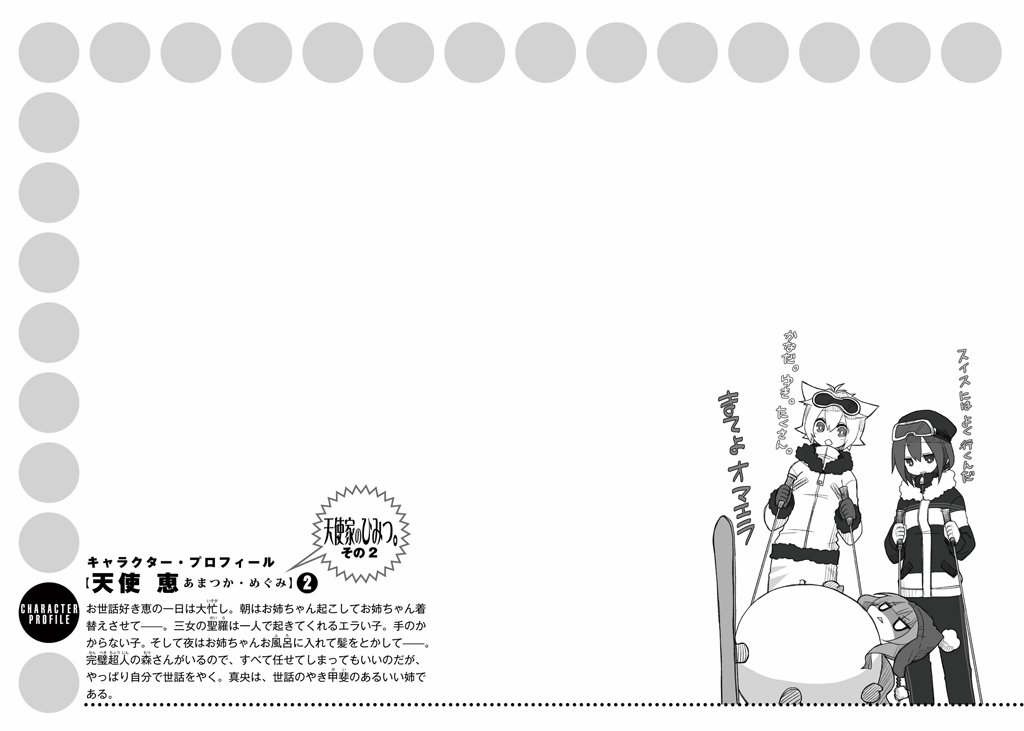 スイスにはよく行くんだ
かなだ。ゆき。たくさん。
まてよオマエラ
天使家のひみつ。
その2
キャラクター・プロフィール
【天使 恵 あまつか・めぐみ】❷
お世話好き恵の一日は大忙し。朝はお姉ちゃん起こしてお姉ちゃん着
替えさせて――。三女の聖羅は一人で起きてくれるエラい子。手のか
からない子。そして夜はお姉ちゃんお風呂に入れて髪をとかして――。
完璧超人の森さんがいるので、すべて任せてしまってもいいのだが、
やっぱり自分で世話をやく。真央は、世話のやき甲斐のあるいい姉で
ある。
CHARACTER
PROFILE